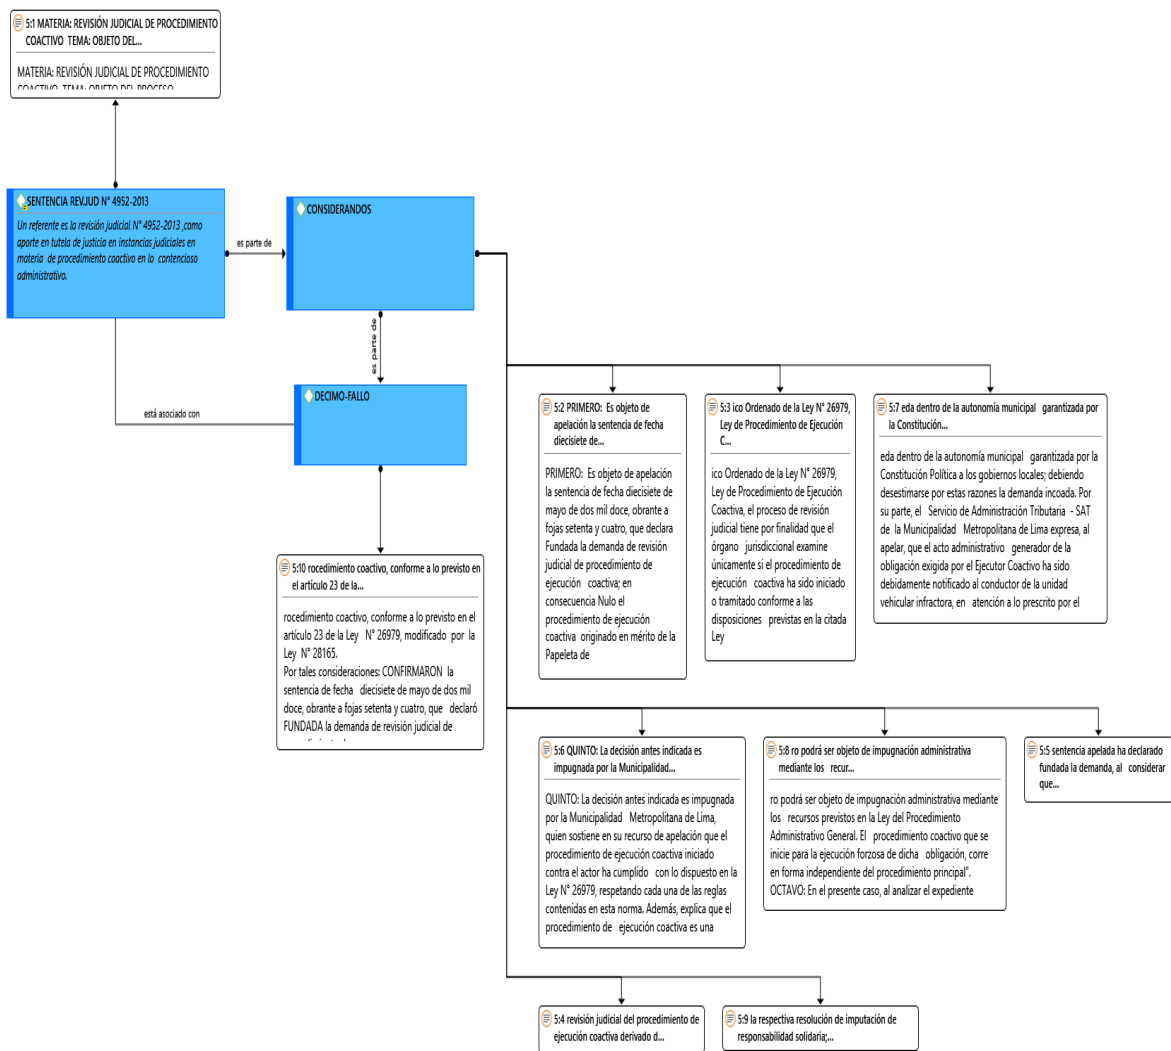 5:1 MATERIA: REVISIÓN JUDICIAL DE PROCEDIMIENTO
COACTIVO  TEMA: OBJETO DEL...
MATERIA: REVISIÓN JUDICIAL DE PROCEDIMIENTO
COACTIVO  TEMA: OBJETO DEL PROCESO
SENTENCIA REV.JUD N° 4952-2013
Un referente es la revisión judicial N° 4952-2013 ,como
aporte en tutela de justicia en instancias judiciales en
materia  de procedimiento coactivo en lo  contencioso
administrativo.
es parte de
CONSIDERANDOS
es parte de
DECIMO-FALLO
está asociado con
5:10 rocedimiento coactivo, conforme a lo previsto en
el artículo 23 de la...
rocedimiento coactivo, conforme a lo previsto en el
artículo 23 de la Ley  N° 26979, modificado  por  la
Ley  N° 28165.
Por tales consideraciones: CONFIRMARON  la
sentencia de fecha  diecisiete de mayo de dos mil
doce, obrante a fojas setenta y cuatro, que  declaró
FUNDADA la demanda de revisión judicial de
5:2 PRIMERO:  Es objeto de
apelación la sentencia de fecha
diecisiete de...
PRIMERO:  Es objeto de apelación
la sentencia de fecha diecisiete de
mayo de dos mil doce, obrante a
fojas setenta y cuatro, que declara
Fundada la demanda de revisión
judicial de procedimiento de
ejecución  coactiva; en
consecuencia Nulo el
procedimiento de ejecución
coactiva  originado en mérito de la
Papeleta de
5:3 ico Ordenado de la Ley N° 26979,
Ley de Procedimiento de Ejecución
C...
ico Ordenado de la Ley N° 26979,
Ley de Procedimiento de Ejecución
Coactiva, el proceso de revisión
judicial tiene por finalidad que el
órgano  jurisdiccional examine
únicamente si el procedimiento de
ejecución  coactiva ha sido iniciado
o tramitado conforme a las
disposiciones  previstas en la citada
Ley
5:7 eda dentro de la autonomía municipal  garantizada por
la Constitución...
eda dentro de la autonomía municipal  garantizada por la
Constitución Política a los gobiernos locales; debiendo
desestimarse por estas razones la demanda incoada. Por
su parte, el  Servicio de Administración Tributaria  - SAT
de  la Municipalidad  Metropolitana de Lima expresa, al
apelar, que el acto administrativo  generador de la
obligación exigida por el Ejecutor Coactivo ha sido
debidamente notificado al conductor de la unidad
vehicular infractora, en  atención a lo prescrito por el
5:6 QUINTO: La decisión antes indicada es
impugnada por la Municipalidad...
QUINTO: La decisión antes indicada es impugnada
por la Municipalidad  Metropolitana de Lima,
quien sostiene en su recurso de apelación que el
procedimiento de ejecución coactiva iniciado
contra el actor ha cumplido  con lo dispuesto en la
Ley N° 26979, respetando cada una de las reglas
contenidas en esta norma. Además, explica que el
procedimiento de  ejecución coactiva es una
5:8 ro podrá ser objeto de impugnación administrativa
mediante los  recur...
ro podrá ser objeto de impugnación administrativa mediante
los  recursos previstos en la Ley del Procedimiento
Administrativo General. El  procedimiento coactivo que se
inicie para la ejecución forzosa de dicha  obligación, corre
en forma independiente del procedimiento principal".
OCTAVO: En el presente caso, al analizar el expediente
5:5 sentencia apelada ha declarado
fundada la demanda, al  considerar
que...
5:4 revisión judicial del procedimiento de
ejecución coactiva derivado d...
5:9 la respectiva resolución de imputación de
responsabilidad solidaria;...